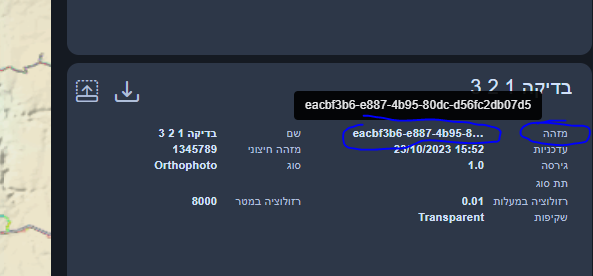 בדיקה 1 2 3
eacbf3b6-e887-4b95-80dc-d56fc2db07d5
מזהה eacbf3b6-e887-4b95-8... שם בדיקה 1 2 3
עדכניות 23/10/2023 15:52 מזהה חיצוני 1345789
גירסה 1.0 סוג Orthophoto
תת סוג
רזולוציה במעלות 0.01 רזולוציה במטר 8000
שקיפות Transparent